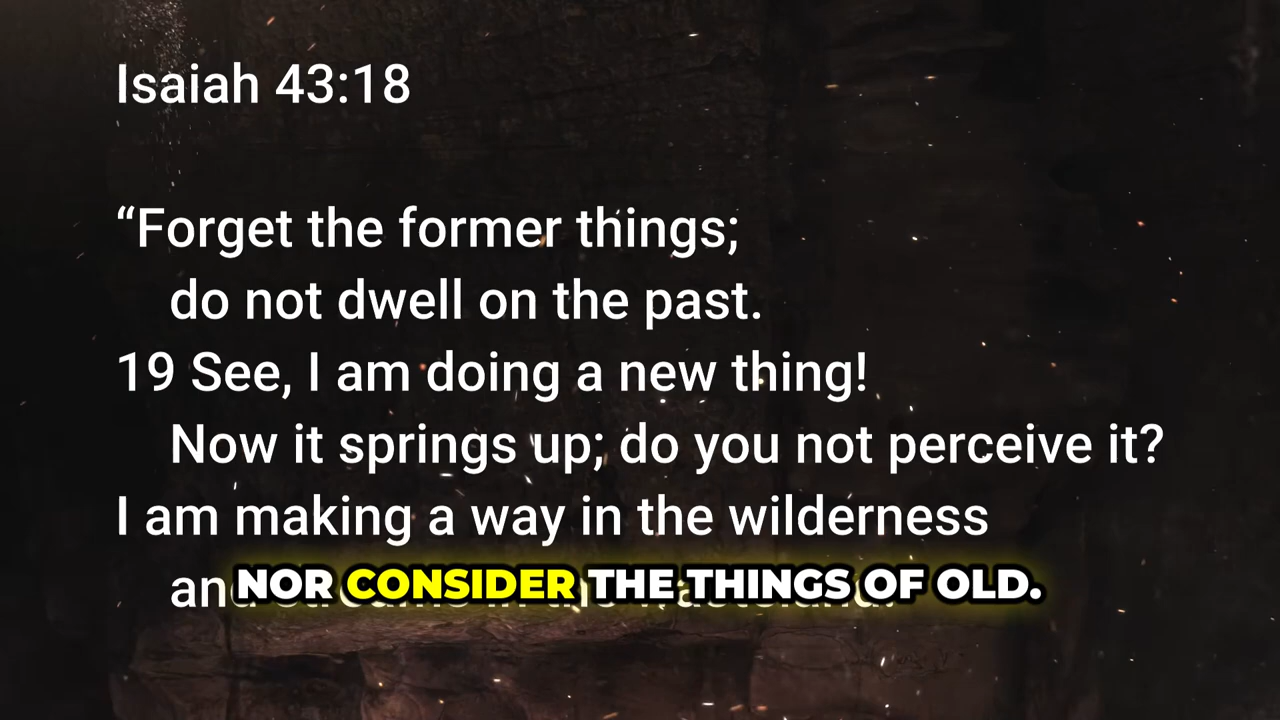 Isaiah 43:18
“Forget the former things;
do not dwell on the past.
19 See, I am doing a new thing!
Now it springs up; do you not perceive it?
I am making a way in the wilderness
NOR CONSIDER THE THINGS OF OLD.